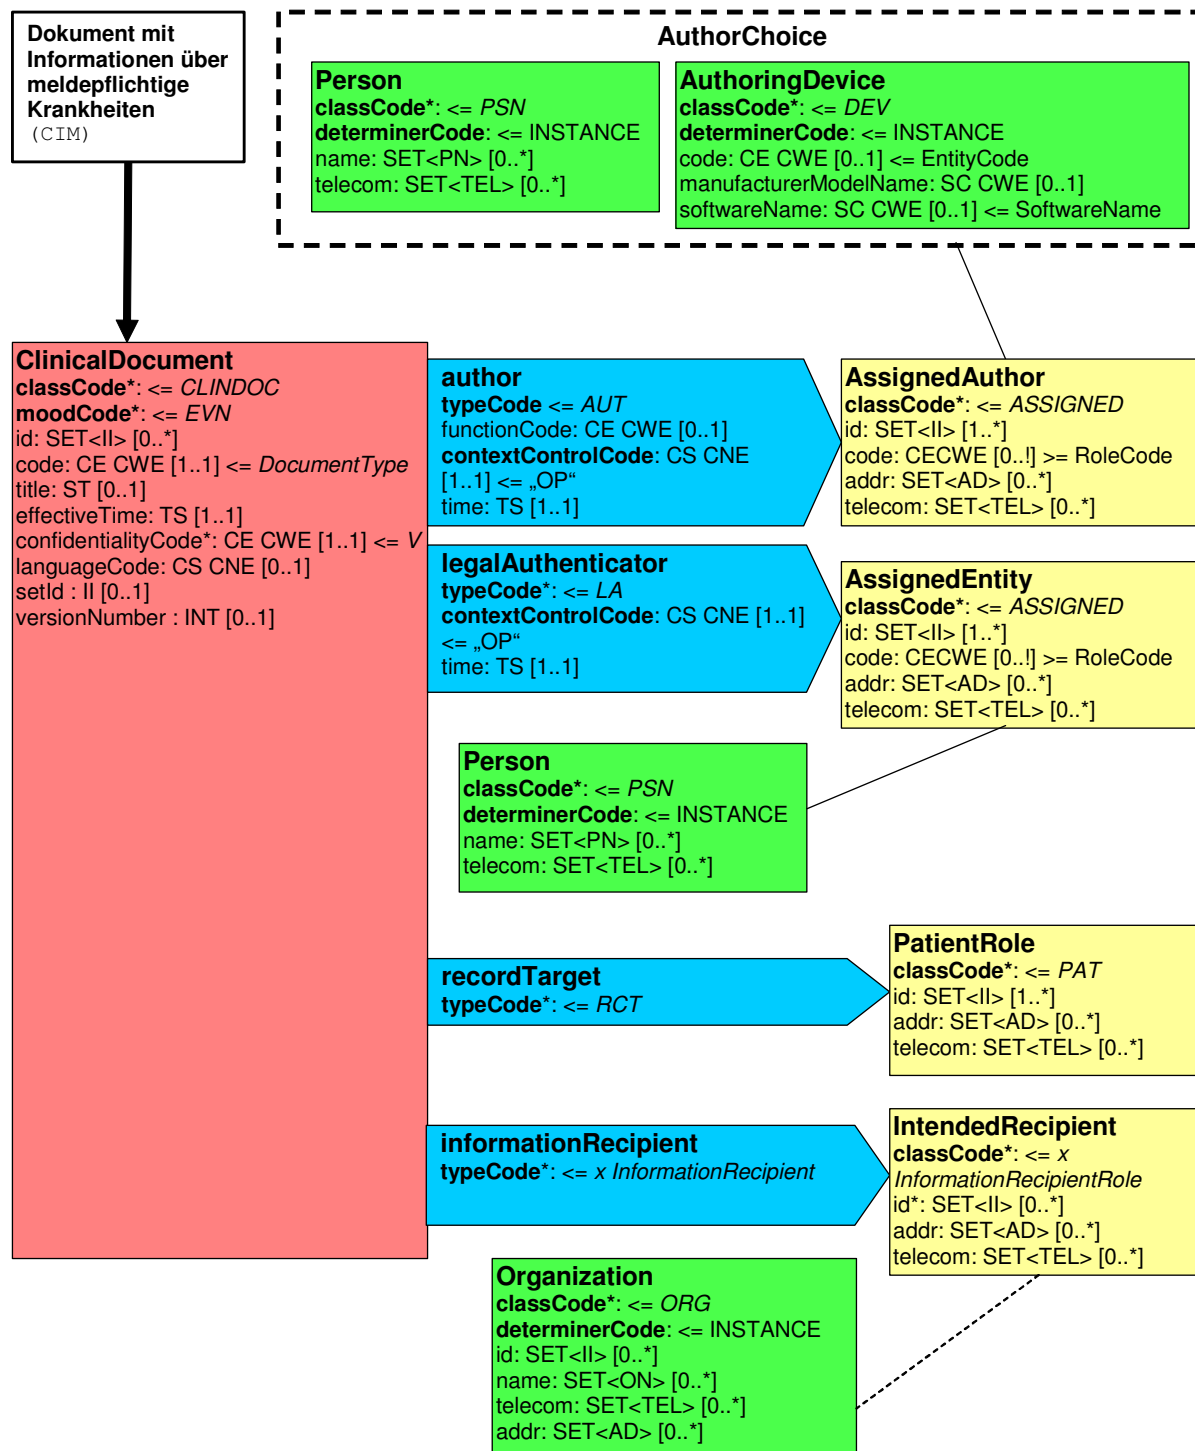 Dokument mit
Informationen über
meldepflichtige
Krankheiten
(CIM)
AuthorChoice
Person
classCode*: <= PSN
determinerCode: <= INSTANCE
name: SET<PN> [0..*]
telecom: SET<TEL> [0..*]
AuthoringDevice
classCode*: <= DEV
determinerCode: <= INSTANCE
code: CE CWE [0..1] <= EntityCode
manufacturerModelName: SC CWE [0..1]
softwareName: SC CWE [0..1] <= SoftwareName
ClinicalDocument
classCode*: <= CLINDOC
moodCode*: <= EVN
id: SET<II> [0..*]
code: CE CWE [1..1] <= DocumentType
title: ST [0..1]
effectiveTime: TS [1..1]
confidentialityCode*: CE CWE [1..1] <= V
languageCode: CS CNE [0..1]
setId : II [0..1]
versionNumber : INT [0..1]
author
typeCode <= AUT
functionCode: CE CWE [0..1]
contextControlCode: CS CNE
[1..1] <= „OP“
time: TS [1..1]
AssignedAuthor
classCode*: <= ASSIGNED
id: SET<II> [1..*]
code: CECWE [0..!] >= RoleCode
addr: SET<AD> [0..*]
telecom: SET<TEL> [0..*]
legalAuthenticator
typeCode*: <= LA
contextControlCode: CS CNE [1..1]
<= „OP“
time: TS [1..1]
AssignedEntity
classCode*: <= ASSIGNED
id: SET<II> [1..*]
code: CECWE [0..!] >= RoleCode
addr: SET<AD> [0..*]
telecom: SET<TEL> [0..*]
Person
classCode*: <= PSN
determinerCode: <= INSTANCE
name: SET<PN> [0..*]
telecom: SET<TEL> [0..*]
recordTarget
typeCode*: <= RCT
PatientRole
classCode*: <= PAT
id: SET<II> [1..*]
addr: SET<AD> [0..*]
telecom: SET<TEL> [0..*]
informationRecipient
typeCode*: <= x InformationRecipient
IntendedRecipient
classCode*: <= x
InformationRecipientRole
id*: SET<II> [0..*]
addr: SET<AD> [0..*]
telecom: SET<TEL> [0..*]
Organization
classCode*: <= ORG
determinerCode: <= INSTANCE
id: SET<II> [0..*]
name: SET<ON> [0..*]
telecom: SET<TEL> [0..*]
addr: SET<AD> [0..*]